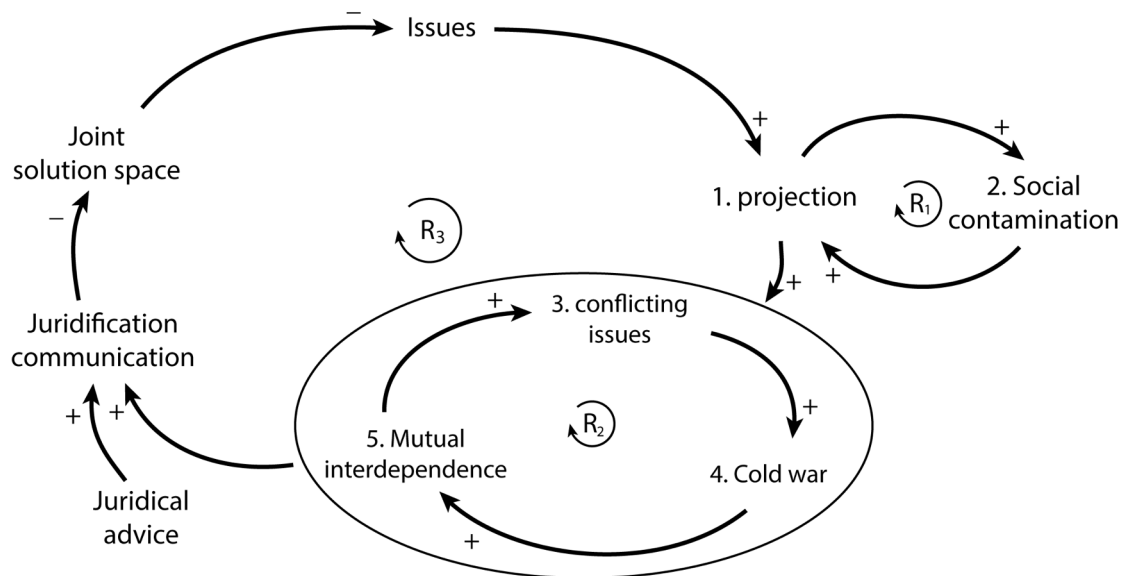 −
Issues
+
+
Joint
solution space
1. projection
2. Social
contamination
R1
−
R3
+
+
+
3. conflicting
issues
Juridification
communication
+
+
+
R2
5. Mutual
interdependence
4. Cold war
Juridical
advice
+